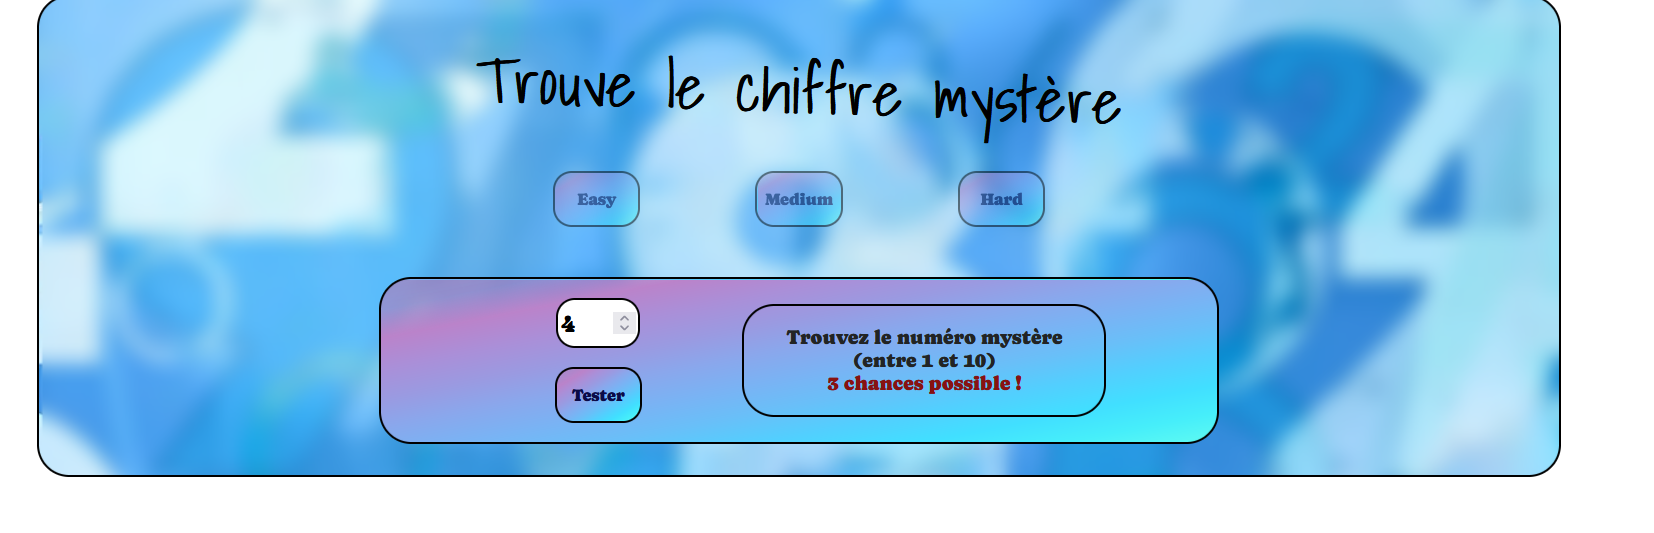 Trouve le chiffre mystère
Easy
Medium
Hard
4
Trouvez le numéro mystère
(entre 1 et 10)
3 chances possible !
Tester